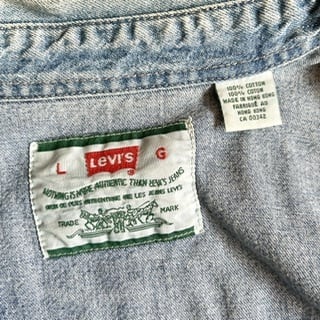 L Levi's G
NOTHING IS MORE AUTHENTIC THAN LEVI'S JEANS
RIEN DE PLUS AUTHENTIQUE QUE LES JEANS LEVI'S
TRADE MARK
100% COTTON
100% COTON
MADE IN HONG KONG
FABRIQUÉ AU
HONG KONG
CA 00342